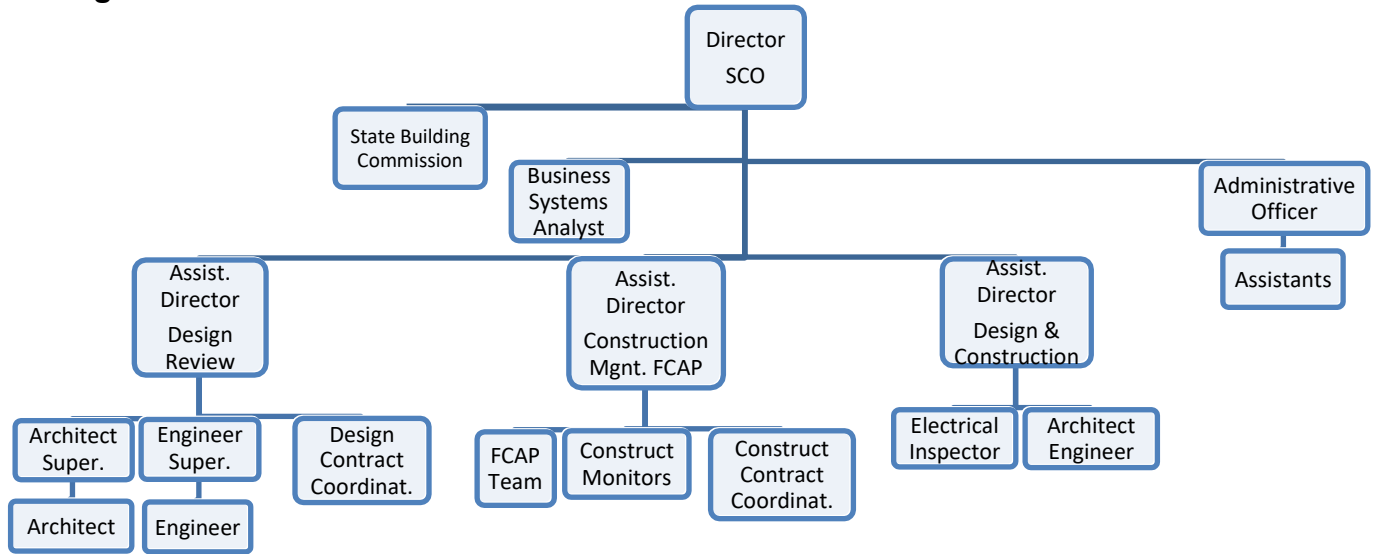 Director
SCO
State Building
Commission
Business
Systems
Analyst
Administrative
Officer
Assistants
Assist.
Director
Design
Review
Assist.
Director
Construction
Mgnt. FCAP
Assist.
Director
Design &
Construction
Architect
Super.
Engineer
Super.
Design
Contract
Coordinat.
FCAP
Team
Construct
Monitors
Construct
Contract
Coordinat.
Electrical
Inspector
Architect
Engineer
Architect
Engineer